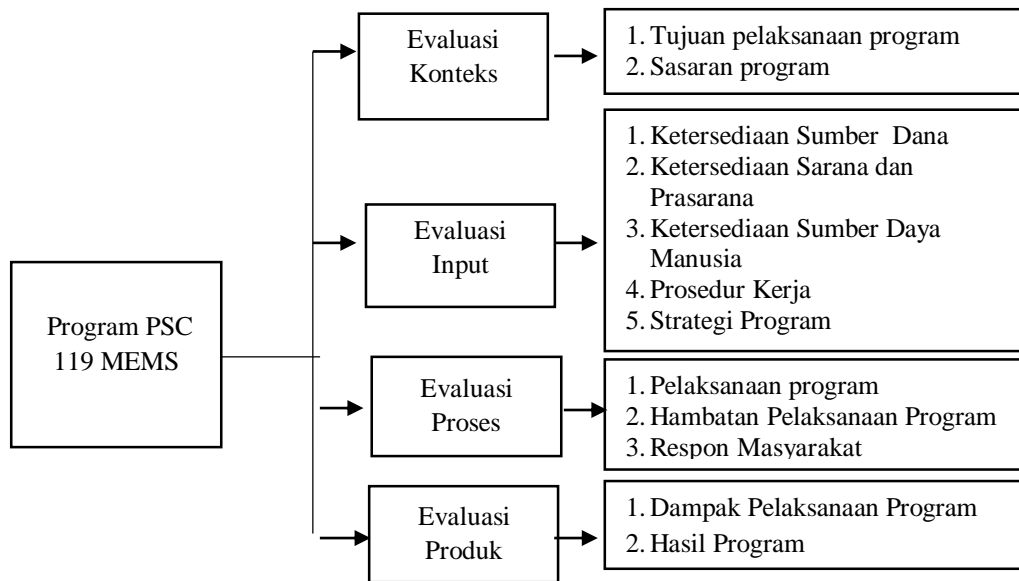 Program PSC
119 MEMS
Evaluasi
Konteks
1. Tujuan pelaksanaan program
2. Sasaran program
Evaluasi
Input
1. Ketersediaan Sumber Dana
2. Ketersediaan Sarana dan
Prasarana
3. Ketersediaan Sumber Daya
Manusia
4. Prosedur Kerja
5. Strategi Program
Evaluasi
Proses
1. Pelaksanaan program
2. Hambatan Pelaksanaan Program
3. Respon Masyarakat
Evaluasi
Produk
1. Dampak Pelaksanaan Program
2. Hasil Program